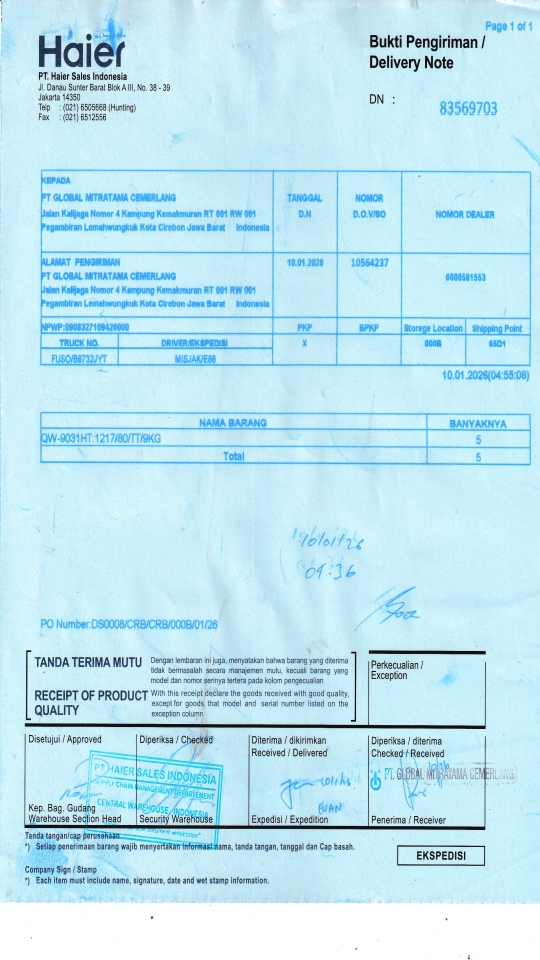 Page 1 of 1
Haier
Bukti Pengiriman /
Delivery Note
PT. Haier Sales Indonesia
Jl. Danau Sunter Barat Blok A III, No. 38 - 39
Jakarta 14350
Telp : (021) 6505668 (Hunting)
Fax : (021) 6512556
DN : 83569703
KEPADA
PT GLOBAL MITRATAMA CEMERLANG TANGGAL NOMOR
Jalan Kalijaga Nomor 4 Kampung Kemakmuran RT 001 RW 001 D.N D.O.V/SO NOMOR DEALER
Pegambiran Lemahwungkuk Kota Cirebon Jawa Barat Indonesia
ALAMAT PENGIRIMAN 10.01.2026 10564237
PT GLOBAL MITRATAMA CEMERLANG
Jalan Kalijaga Nomor 4 Kampung Kemakmuran RT 001 RW 001
Pegambiran Lemahwungkuk Kota Cirebon Jawa Barat Indonesia
PKP BPKP Storege Location Shipping Point
TRUCK NO. DRIVER/EKSPEDISI X 000B 65D1
FUSO/B9732JYT MISJAK/E86
10.01.2026(04:55:08)
NAMA BARANG BANYAKNYA
QW-9031HT:1217/80/TT/9KG 5
Total 5
10/01/26
09:36
PO Number:DS0008/CRB/CRB/000B/01/26
TANDA TERIMA MUTU
Dengan lembaran ini juga, menyatakan bahwa barang yang diterima
tidak bermasalah secara manajemen mutu, kecuali barang yang
model dan nomor serinya tertera pada kolom pengecualian
RECEIPT OF PRODUCT
QUALITY
With this receipt declare the goods received with good quality,
except for goods that model and serial number listed on the
exception column
Perkecualian /
Exception
Disetujui / Approved
Diperiksa / Checked
Diterima / dikirimkan
Received / Delivered
Diperiksa / diterima
Checked / Received
PT HAIER SALES INDONESIA
SUPPLY CHAIN MANAGEMENT DEPARTEMENT
CENTRAL WAREHOUSE, INDONESIA
PT. GLOBAL MITRATAMA CEMERLANG
Kep. Bag. Gudang
Warehouse Section Head
Security Warehouse
Expedisi / Expedition
Penerima / Receiver
Tanda tangan/cap perusahaan
*) Setiap penerimaan barang wajib menyertakan informasi nama, tanda tangan, tanggal dan Cap basah.
EKSPEDISI
Company Sign / Stamp
*) Each item must include name, signature, date and wet stamp information.